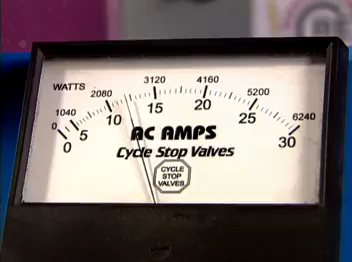 WATTS 0 1040 2080 3120 4160 5200 6240
0 5 10 15 20 25 30
AC AMPS
Cycle Stop Valves
CYCLE
STOP
VALVES